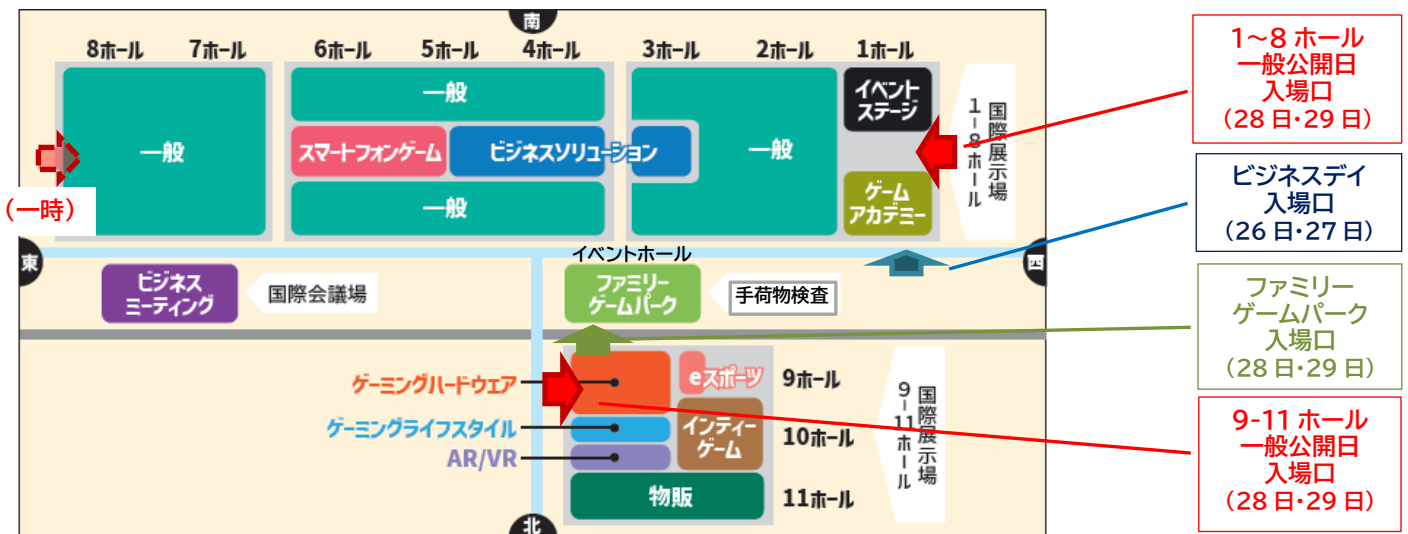 南
8ホール
7ホール
6ホール
5ホール
4ホール
3ホール
2ホール
1ホール
一般
一般
スマートフォンゲーム
ビジネスソリューション
一般
一般
イベント
ステージ
ゲーム
アカデミー
国際展示場
1-8ホール
(一時)
東
西
イベントホール
ビジネス
ミーティング
国際会議場
ファミリー
ゲームパーク
手荷物検査
ゲーミングハードウェア
ゲーミングライフスタイル
AR/VR
eスポーツ
インディー
ゲーム
物販
9ホール
10ホール
11ホール
国際展示場
9-11ホール
北
1~8 ホール
一般公開日
入場口
(28 日・29 日)
ビジネスデイ
入場口
(26 日・27 日)
ファミリー
ゲームパーク
入場口
(28 日・29 日)
9-11 ホール
一般公開日
入場口
(28 日・29 日)